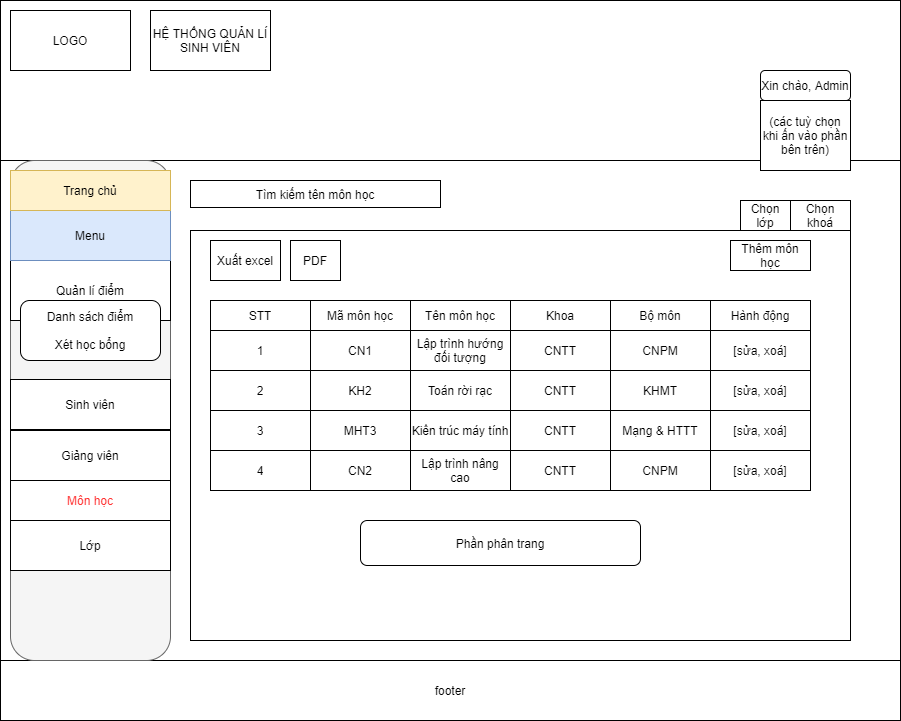 LOGO
HỆ THỐNG QUẢN LÍ
SINH VIÊN
Xin chào, Admin
(các tuỳ chọn
khi ấn vào phần
bên trên)
Trang chủ
Menu
Quản lí điểm
Danh sách điểm
Xét học bổng
Sinh viên
Giảng viên
Môn học
Lớp
Tìm kiếm tên môn học
Chọn
lớp
Chọn
khoá
Xuất excel
PDF
Thêm môn
học
STT Mã môn học Tên môn học Khoa Bộ môn Hành động
1 CN1 Lập trình hướng đối tượng CNTT CNPM [sửa, xoá]
2 KH2 Toán rời rạc CNTT KHMT [sửa, xoá]
3 MHT3 Kiến trúc máy tính CNTT Mạng & HTTT [sửa, xoá]
4 CN2 Lập trình nâng cao CNTT CNPM [sửa, xoá]
Phần phân trang
footer